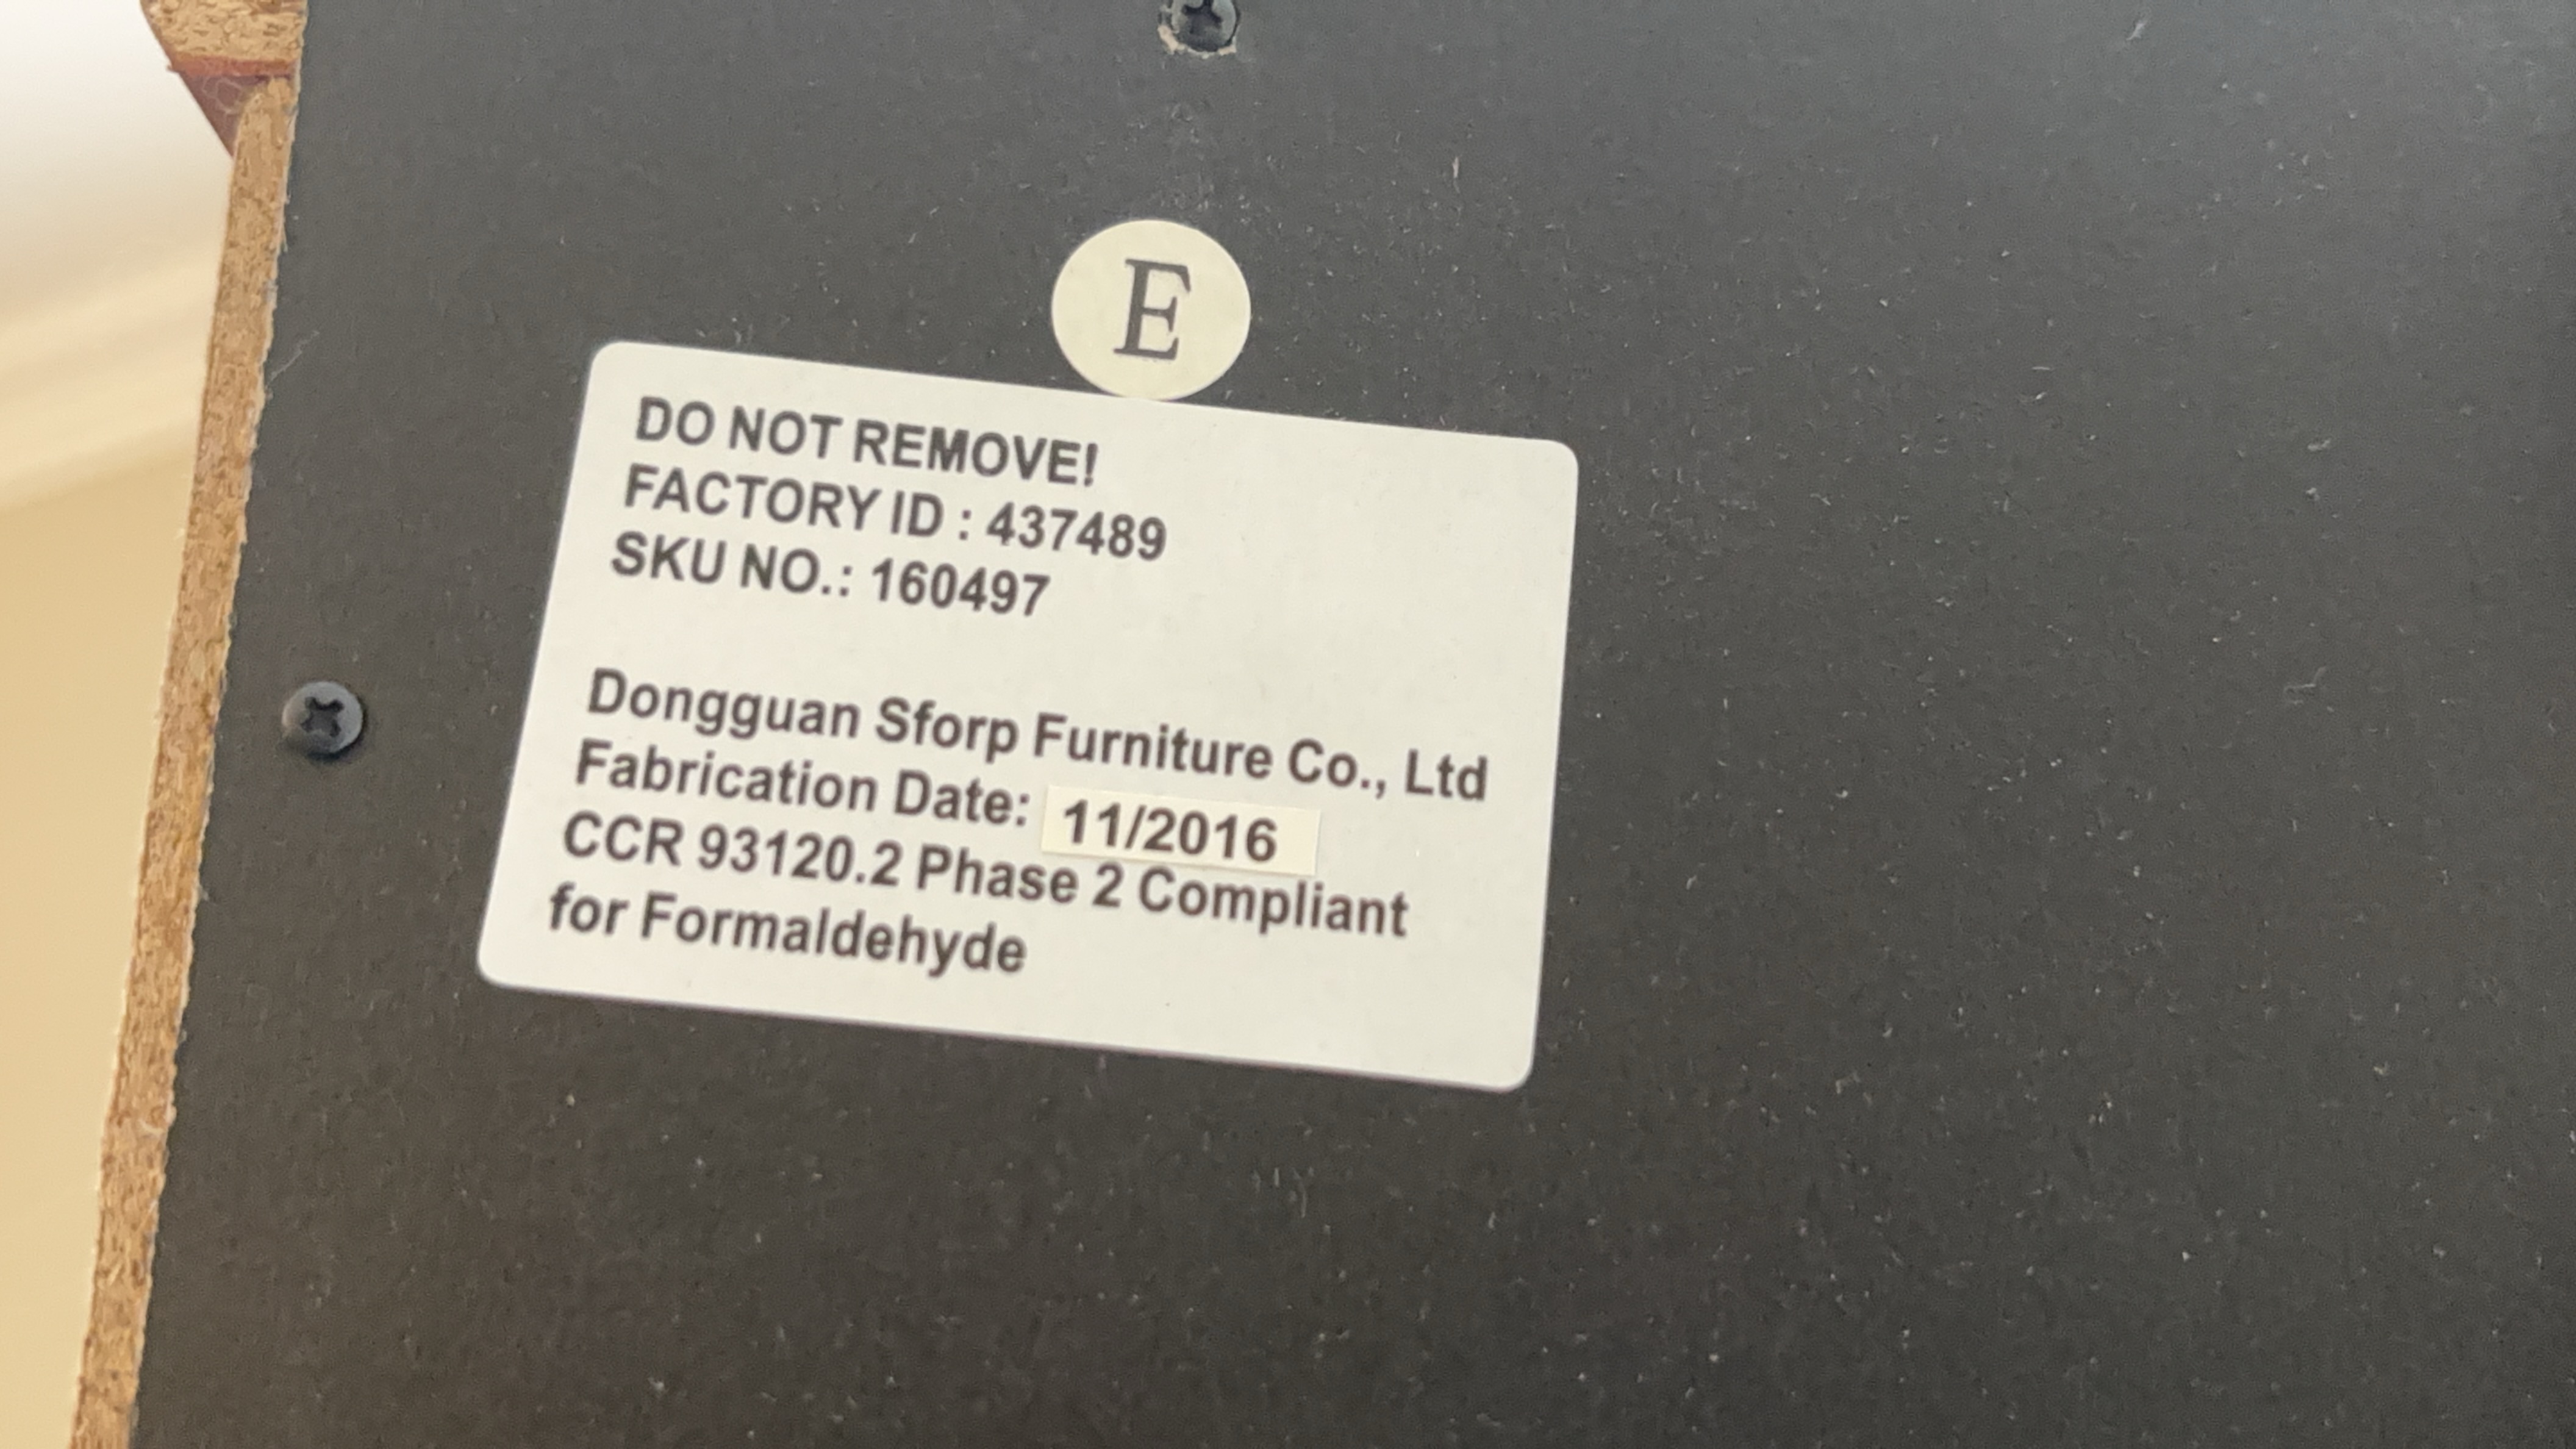 E
DO NOT REMOVE!
FACTORY ID : 437489
SKU NO.: 160497
Dongguan Sforp Furniture Co., Ltd
Fabrication Date: 11/2016
CCR 93120.2 Phase 2 Compliant
for Formaldehyde